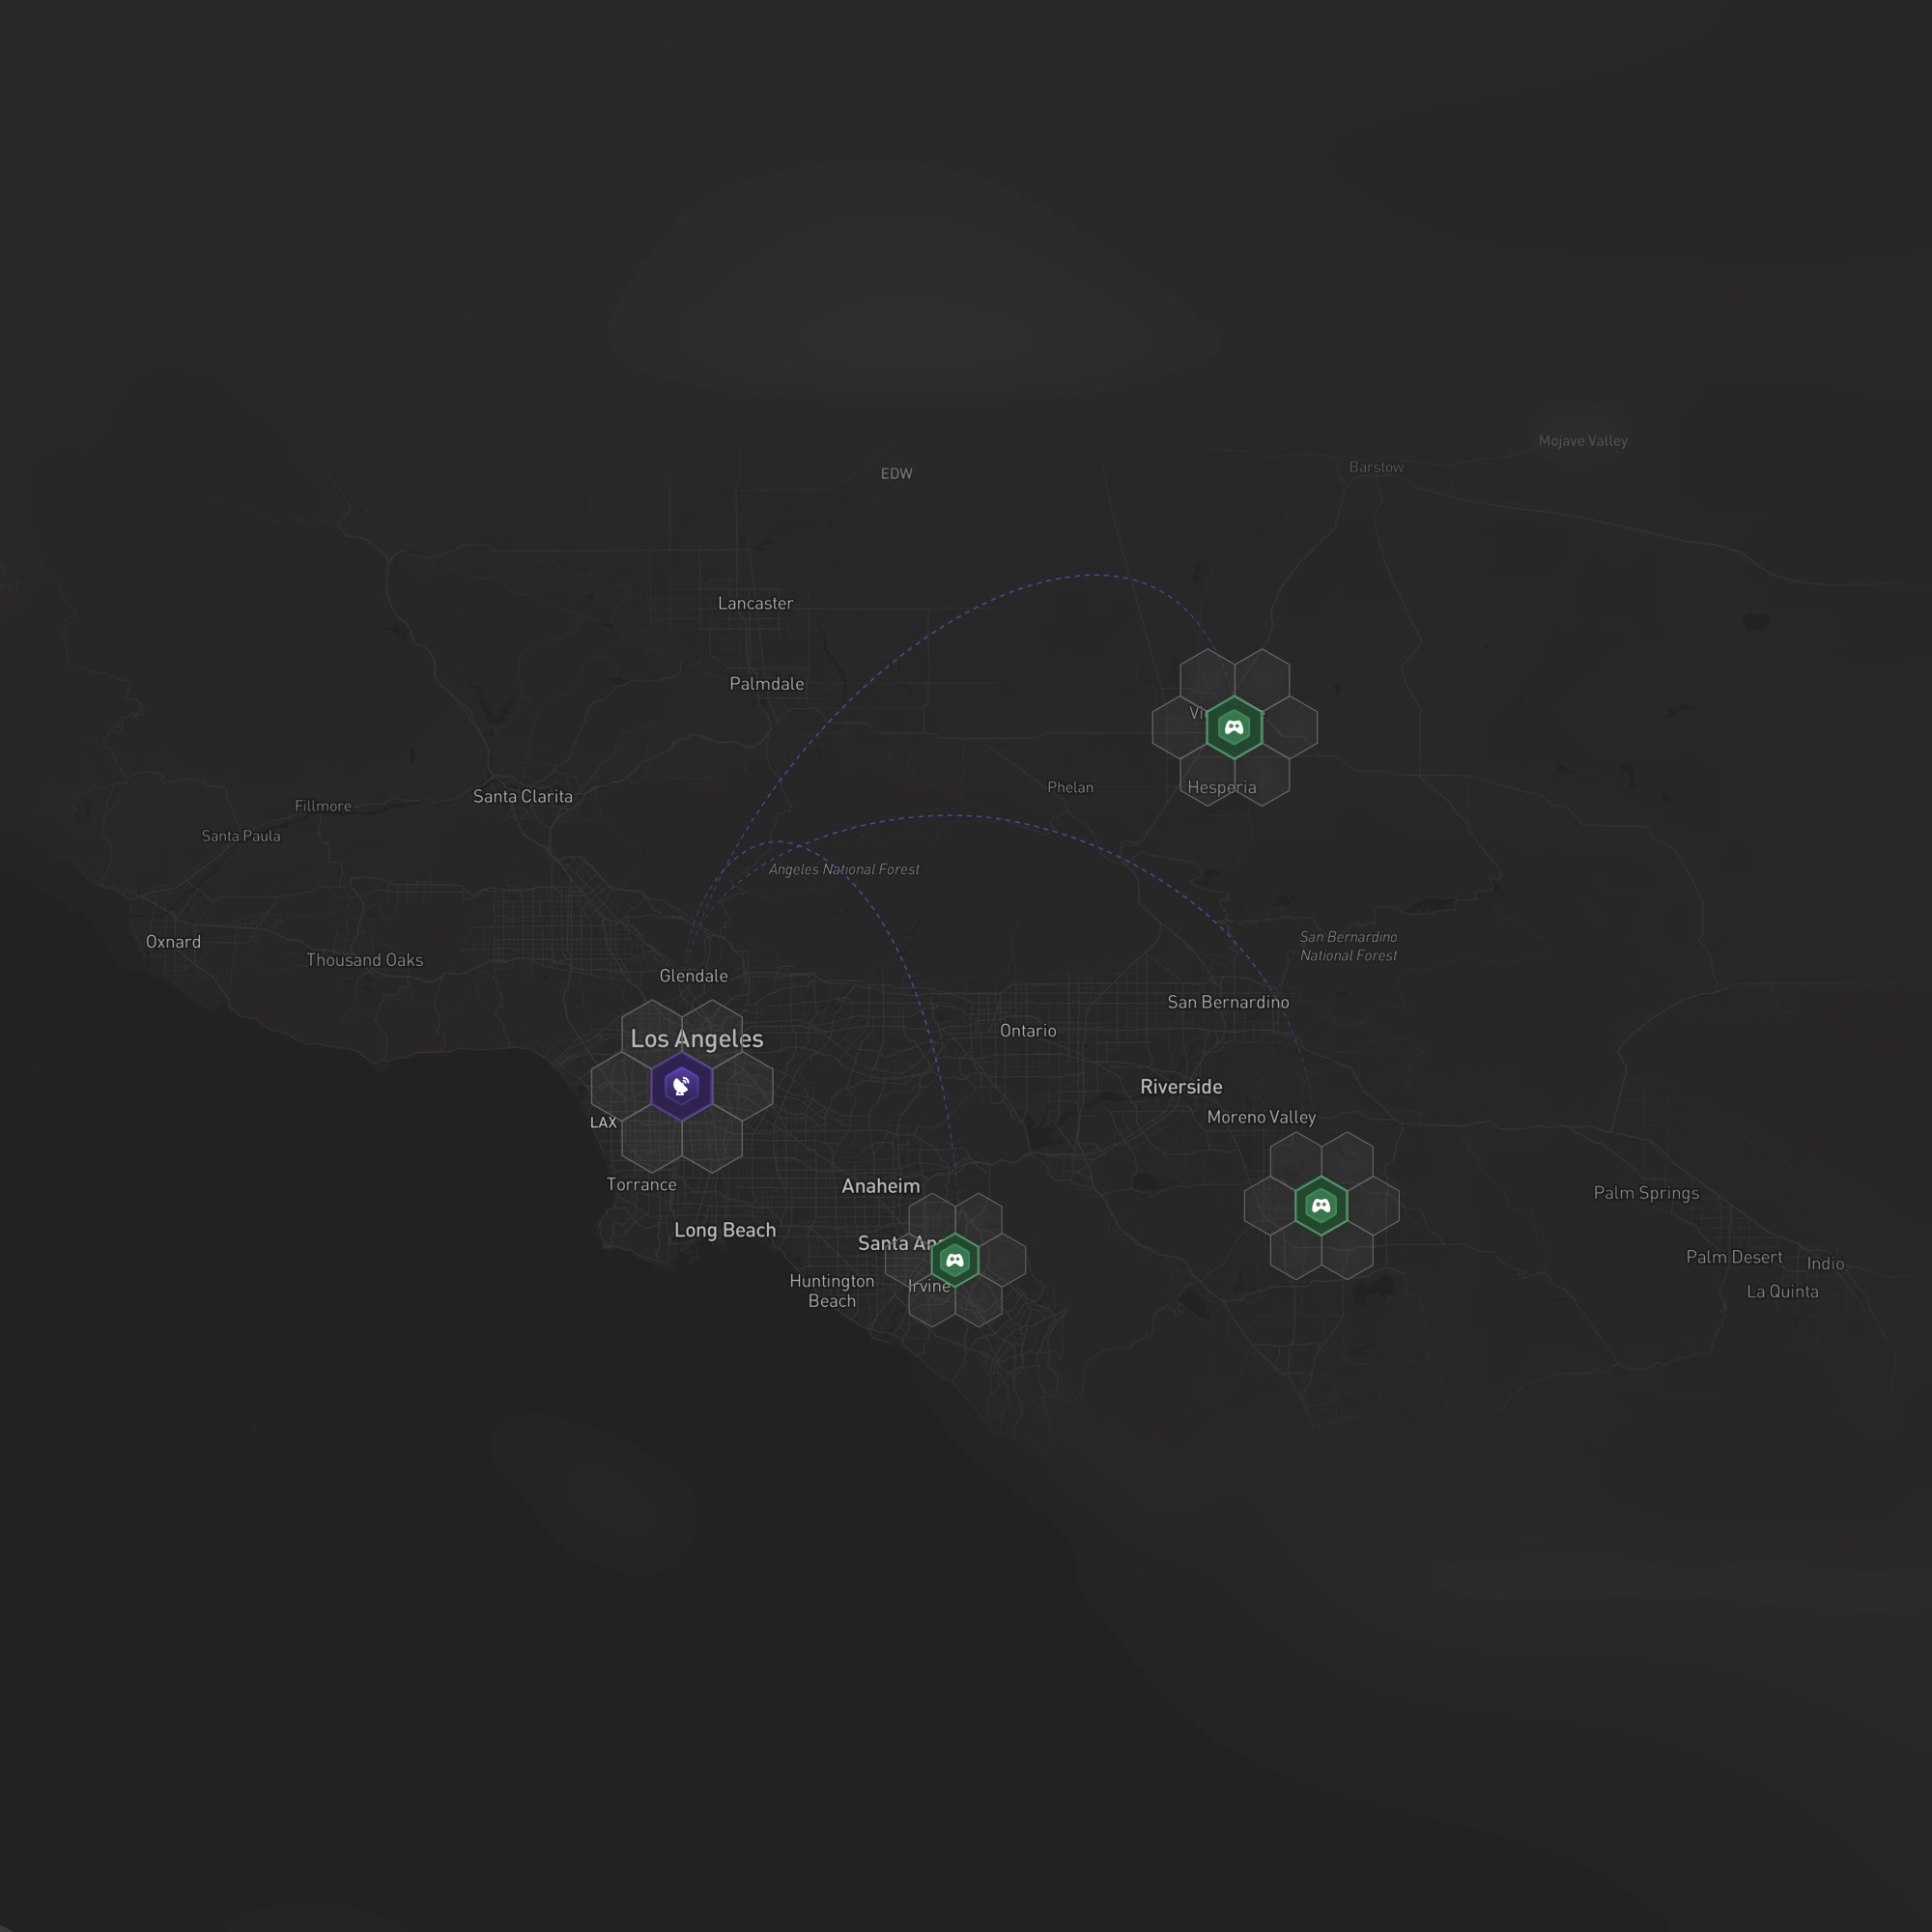 Mojave Valley
Barstow
EDW
Lancaster
Palmdale
Hesperia
Phelan
Santa Clarita
Fillmore
Santa Paula
Angeles National Forest
San Bernardino
National Forest
Oxnard
Thousand Oaks
Glendale
San Bernardino
Ontario
Los Angeles
Riverside
Moreno Valley
LAX
Torrance
Anaheim
Palm Springs
Long Beach
Santa An
Palm Desert
Indio
Huntington
Beach
Irvine
La Quinta